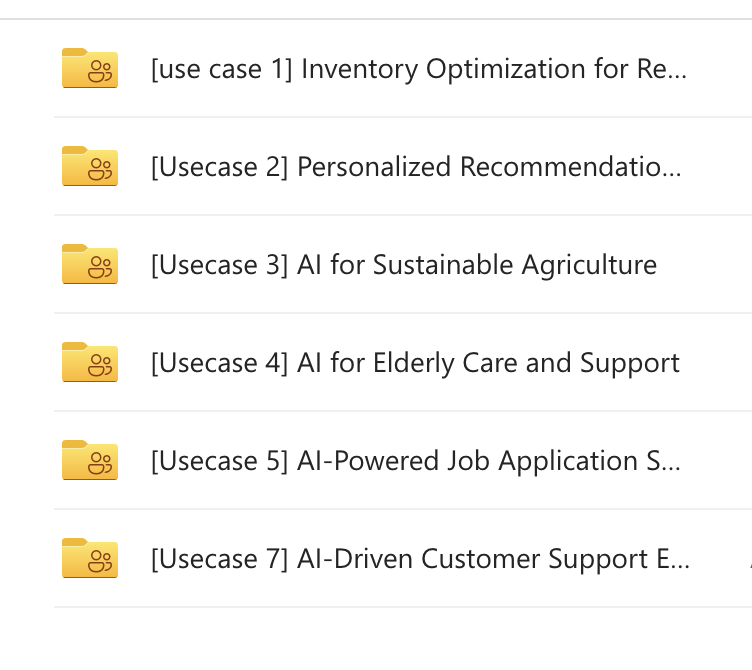 [use case 1] Inventory Optimization for Re...
[Usecase 2] Personalized Recommendatio...
[Usecase 3] AI for Sustainable Agriculture
[Usecase 4] AI for Elderly Care and Support
[Usecase 5] AI-Powered Job Application S...
[Usecase 7] AI-Driven Customer Support E...